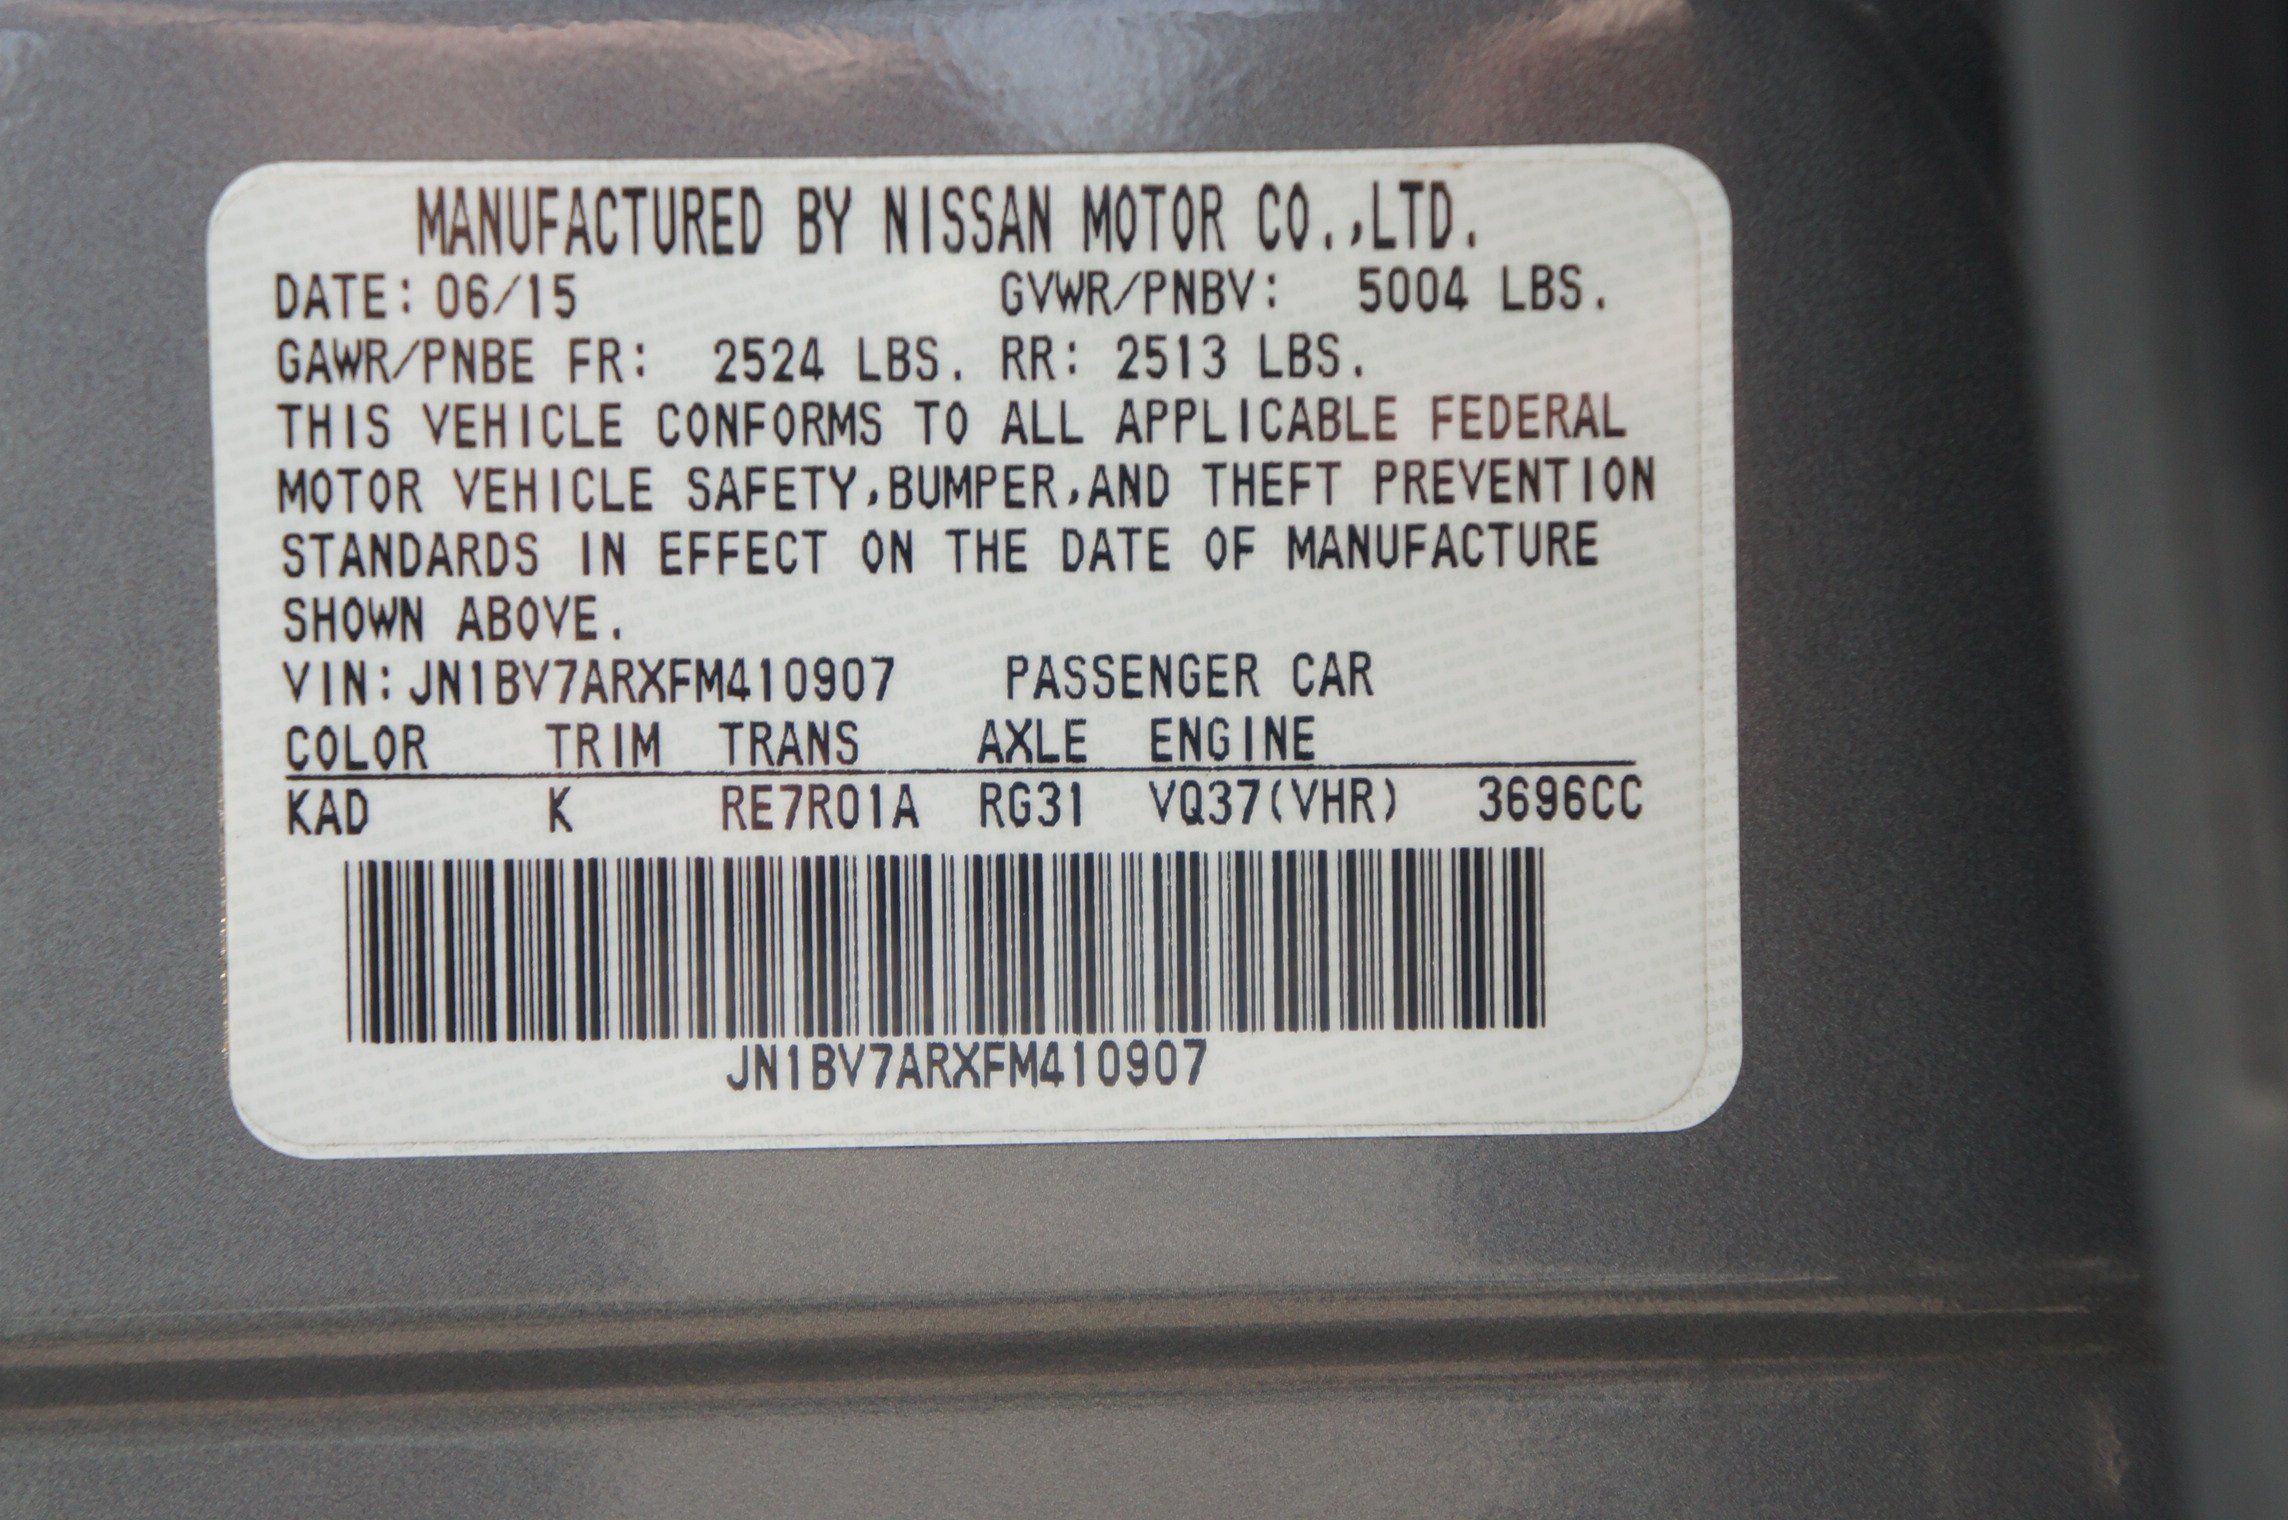 MANUFACTURED BY NISSAN MOTOR CO.,LTD.
DATE: 06/15 GVWR/PNBV: 5004 LBS.
GAWR/PNBE FR: 2524 LBS. RR: 2513 LBS.
THIS VEHICLE CONFORMS TO ALL APPLICABLE FEDERAL
MOTOR VEHICLE SAFETY,BUMPER,AND THEFT PREVENTION
STANDARDS IN EFFECT ON THE DATE OF MANUFACTURE
SHOWN ABOVE.
VIN:JN1BV7ARXFM410907 PASSENGER CAR
COLOR TRIM TRANS AXLE ENGINE
KAD K RE7R01A RG31 VQ37(VHR) 3696CC
JN1BV7ARXFM410907